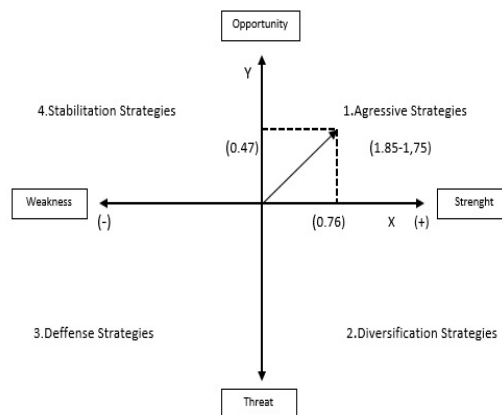 Opportunity
Y
4.Stabilitation Strategies
1.Agressive Strategies
(0.47)
(1.85-1,75)
Weakness
Strenght
(-)
(0.76)
X
(+)
3.Deffense Strategies
2.Diversification Strategies
Threat